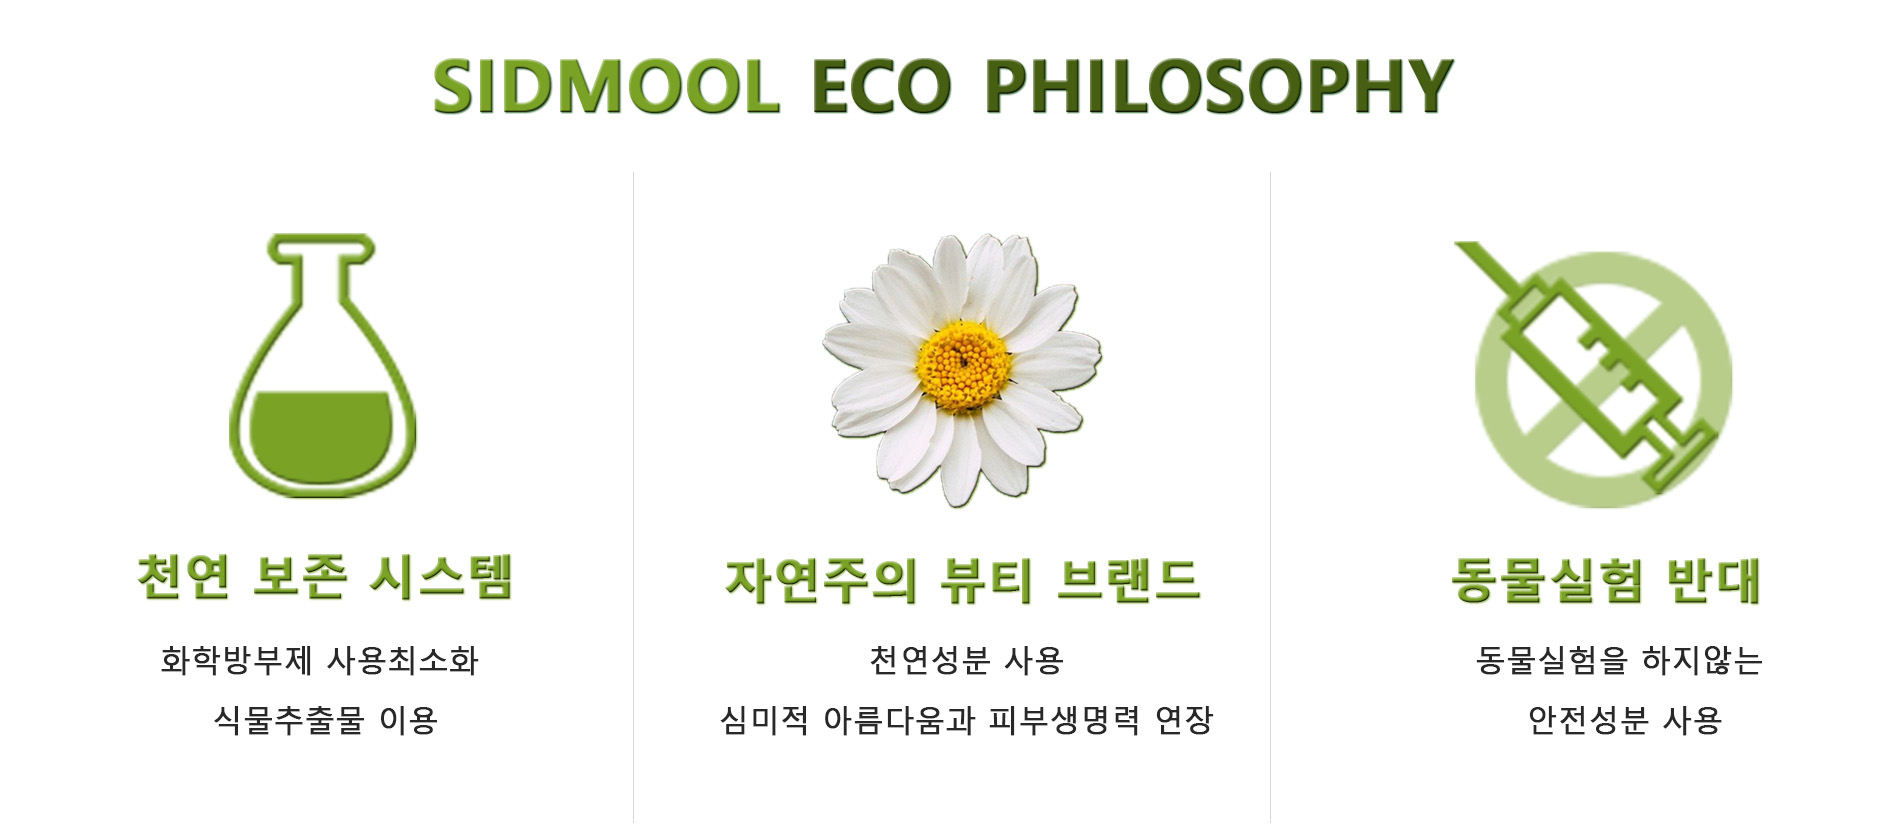 SIDMOOL ECO PHILOSOPHY
천연 보존 시스템
화학방부제 사용최소화
식물추출물 이용
자연주의 뷰티 브랜드
천연성분 사용
심미적 아름다움과 피부생명력 연장
동물실험 반대
동물실험을 하지않는
안전성분 사용